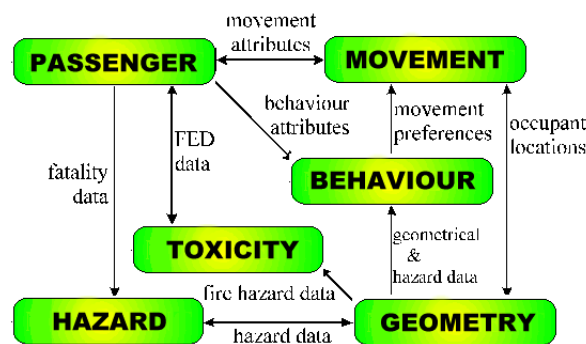 movement
attributes
PASSENGER
MOVEMENT
behaviour
attributes
movement
preferences
occupant
locations
FED
data
fatality
data
BEHAVIOUR
TOXICITY
geometrical
&
hazard data
fire hazard data
HAZARD
hazard data
GEOMETRY